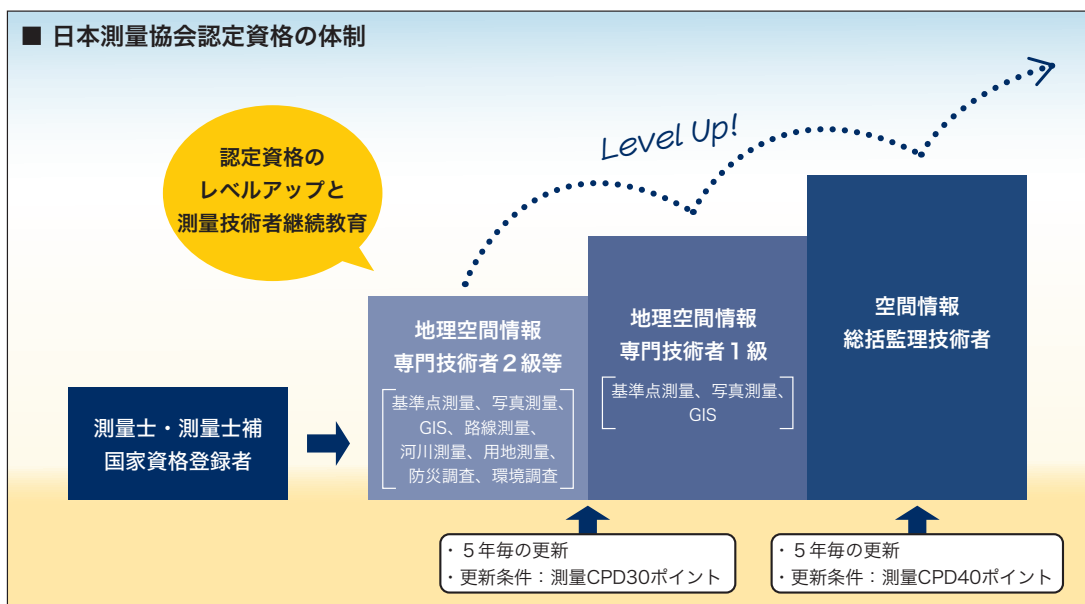 ■ 日本測量協会認定資格の体制
認定資格の
レベルアップと
測量技術者継続教育
Level Up!
測量士・測量士補
国家資格登録者
地理空間情報
専門技術者２級等
基準点測量、写真測量、
GIS、路線測量、
河川測量、用地測量、
防災調査、環境調査
地理空間情報
専門技術者１級
基準点測量、写真測量、
GIS
空間情報
総括監理技術者
・５年毎の更新
・更新条件：測量CPD30ポイント
・５年毎の更新
・更新条件：測量CPD40ポイント